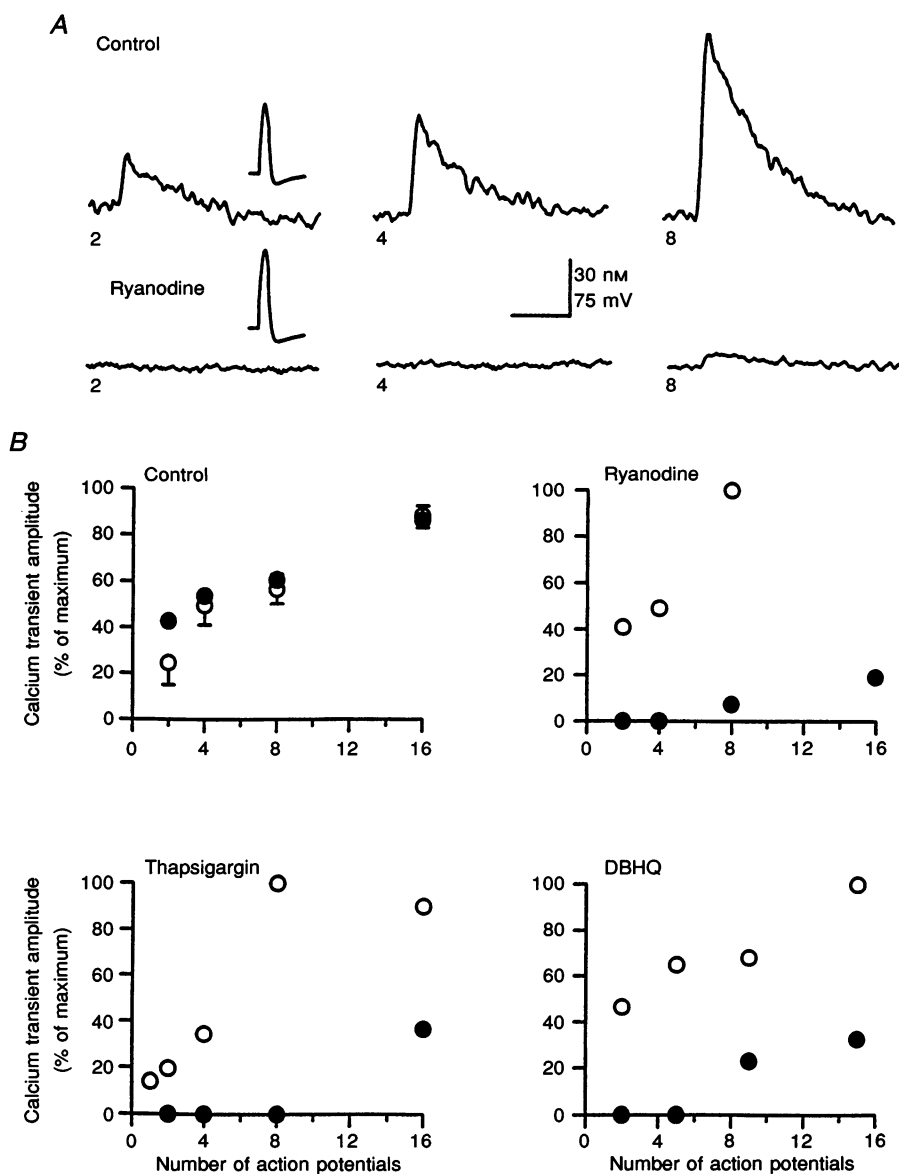 A
Control
2
4
8
Ryanodine
30 nM
75 mV
2
4
8
B
Control
Calcium transient amplitude
(% of maximum)
100
80
60
40
20
0
0 4 8 12 16
Ryanodine
100
80
60
40
20
0
0 4 8 12 16
Thapsigargin
Calcium transient amplitude
(% of maximum)
100
80
60
40
20
0
0 4 8 12 16
Number of action potentials
DBHQ
100
80
60
40
20
0
0 4 8 12 16
Number of action potentials